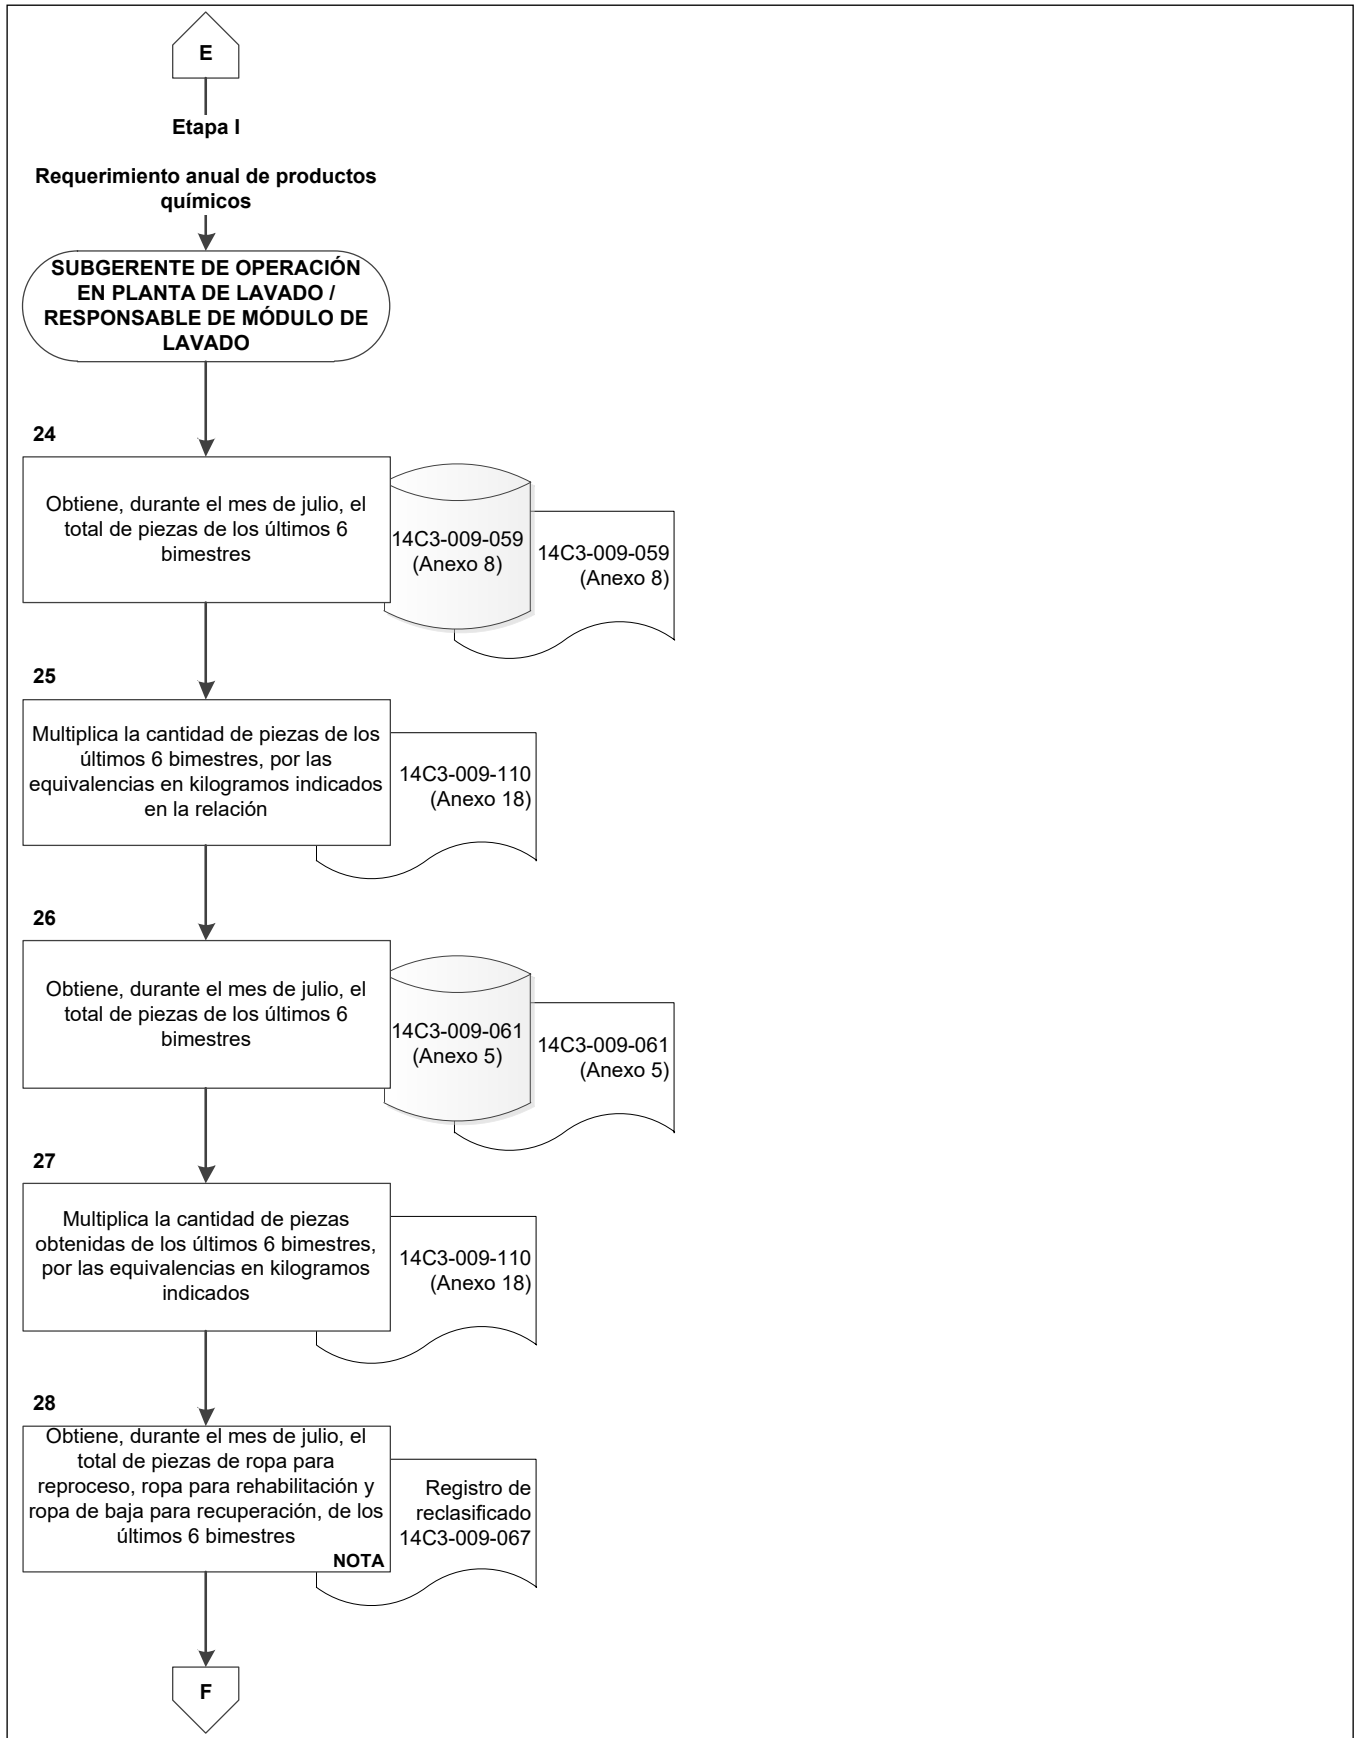 E
Etapa I
Requerimiento anual de productos
químicos
SUBGERENTE DE OPERACIÓN
EN PLANTA DE LAVADO /
RESPONSABLE DE MÓDULO DE
LAVADO
24
Obtiene, durante el mes de julio, el
total de piezas de los últimos 6
bimestres
14C3-009-059
(Anexo 8)
14C3-009-059
(Anexo 8)
25
Multiplica la cantidad de piezas de los
últimos 6 bimestres, por las
equivalencias en kilogramos indicados
en la relación
14C3-009-110
(Anexo 18)
26
Obtiene, durante el mes de julio, el
total de piezas de los últimos 6
bimestres
14C3-009-061
(Anexo 5)
14C3-009-061
(Anexo 5)
27
Multiplica la cantidad de piezas
obtenidas de los últimos 6 bimestres,
por las equivalencias en kilogramos
indicados
14C3-009-110
(Anexo 18)
28
Obtiene, durante el mes de julio, el
total de piezas de ropa para
reproceso, ropa para rehabilitación y
ropa de baja para recuperación, de los
últimos 6 bimestres
NOTA
Registro de
reclasificado
14C3-009-067
F